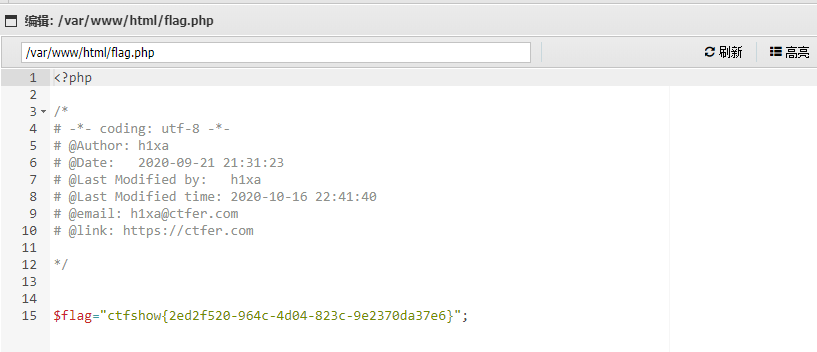 编辑: /var/www/html/flag.php
/var/www/html/flag.php 刷新 高亮
1 <?php
2
3 /*
4 # -*- coding: utf-8 -*-
5 # @Author: h1xa
6 # @Date:   2020-09-21 21:31:23
7 # @Last Modified by:   h1xa
8 # @Last Modified time: 2020-10-16 22:41:40
9 # @email: h1xa@ctfer.com
10 # @link: https://ctfer.com
11
12 */
13
14
15 $flag="ctfshow{2ed2f520-964c-4d04-823c-9e2370da37e6}";